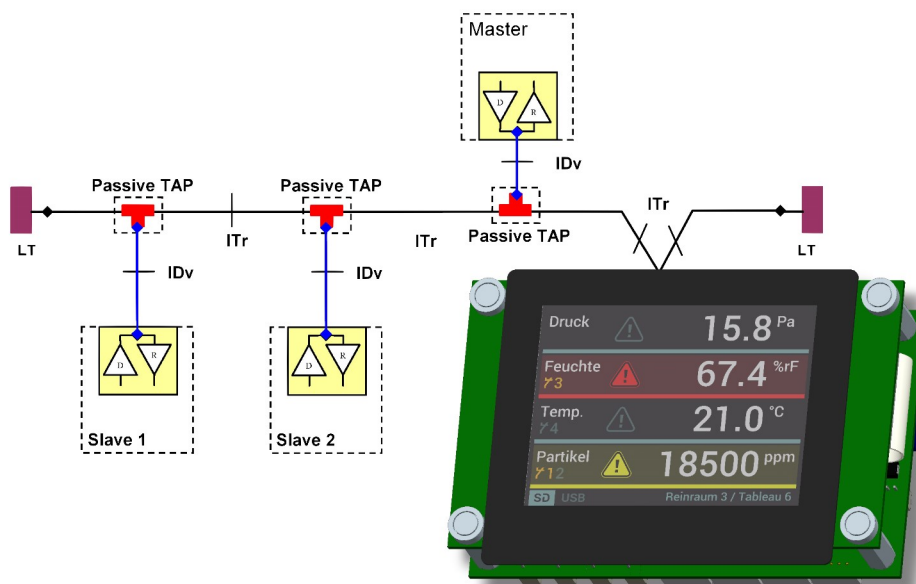 Master
D
R
IDv
Passive TAP
Passive TAP
ITr
LT
ITr
ITr
Passive TAP
LT
IDv
IDv
D
R
D
R
Slave 1
Slave 2
Druck
15.8 Pa
Feuchte
3
67.4 %rF
Temp.
4
21.0 °C
Partikel
12
18500 ppm
SD USB
Reinraum 3 / Tableau 6